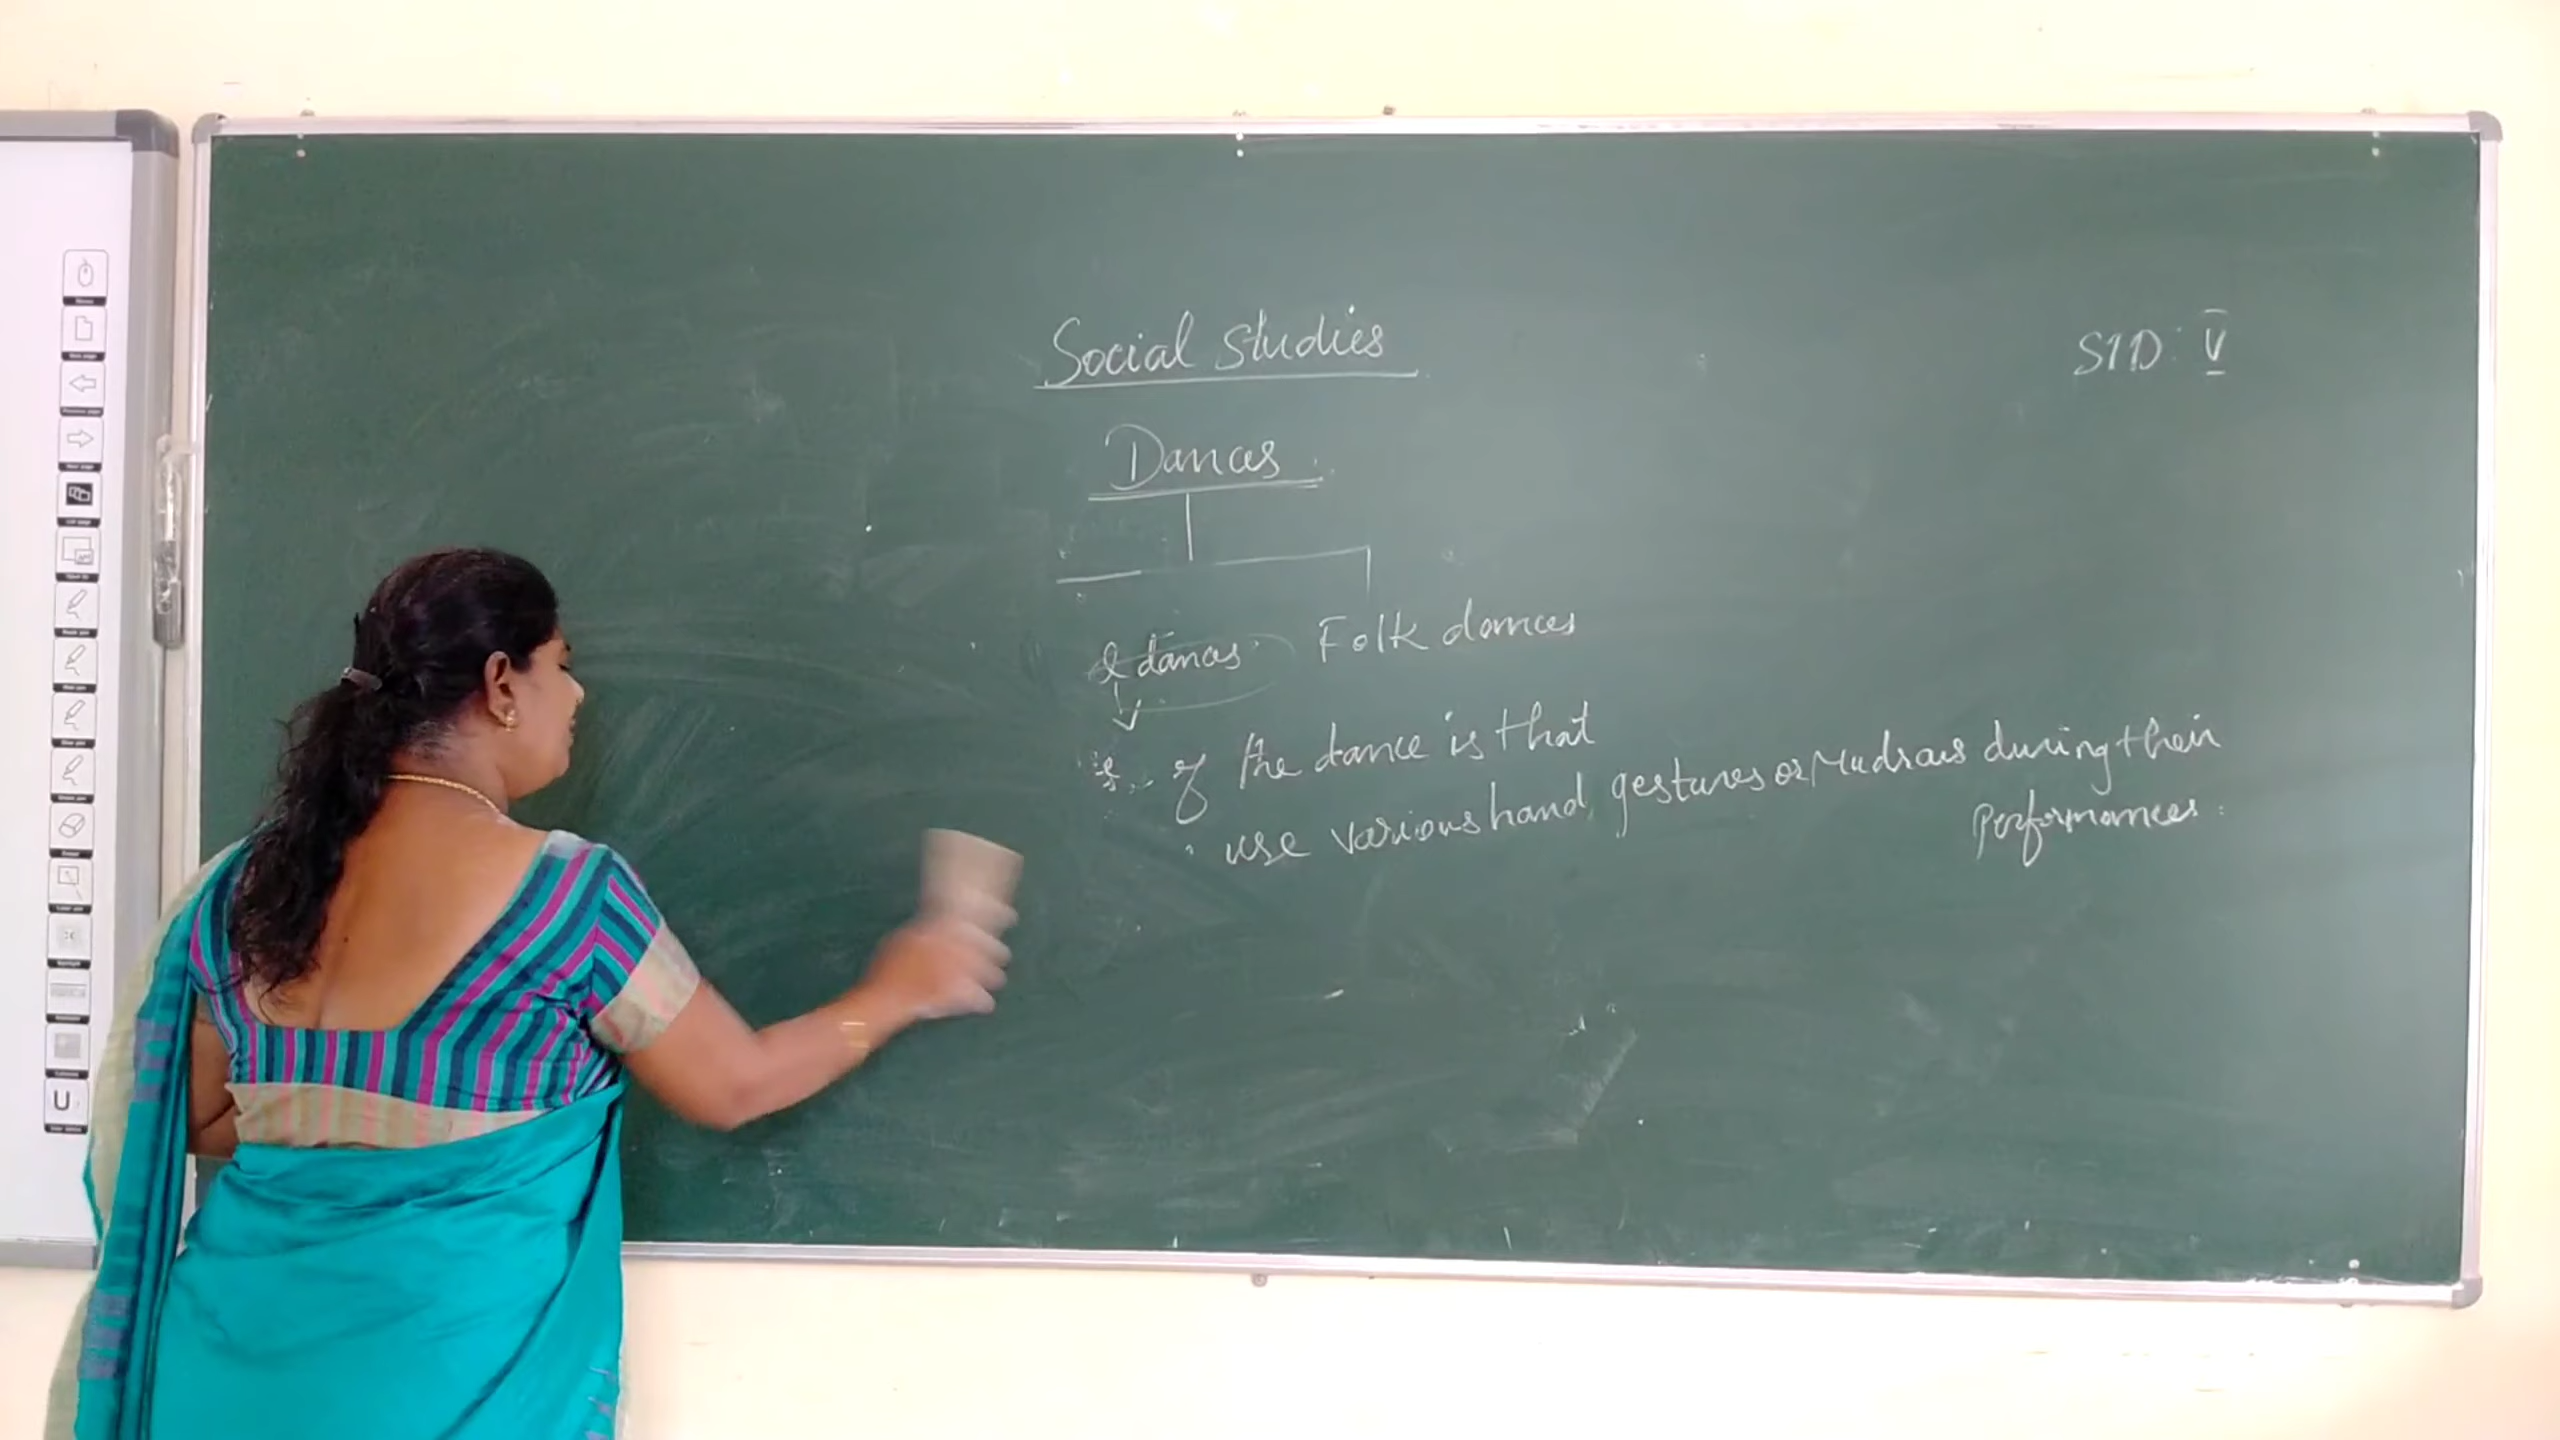 Social Studies
STD: V
Dances
dances. Folk dances
of the dance is that
use various hand gestures or Mudras during their
performances.
U